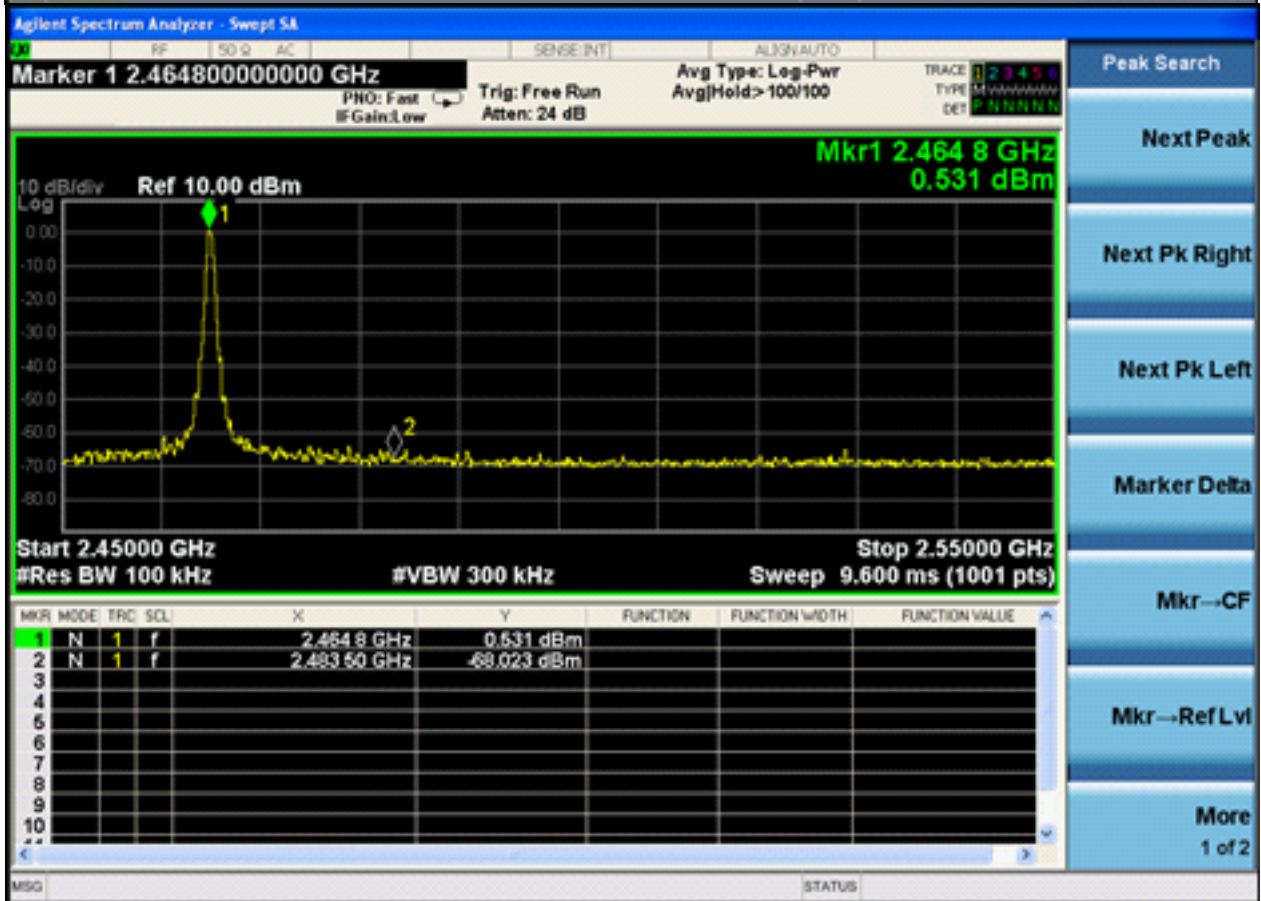 Agilent Spectrum Analyzer - Swept SA
RF 50 Ω AC SENSE:INT ALIGNAUTO
Marker 1 2.464800000000 GHz
PNO: Fast
IFGain:Low
Trig: Free Run
Atten: 24 dB
Avg Type: Log-Pwr
Avg|Hold:>100/100
TRACE 1 2 3 4 5 6
TYPE MWWWWW
DET P N N N N N
Mkr1 2.464 8 GHz
0.531 dBm
10 dB/div Ref 10.00 dBm
Log
1
0.00
-10.0
-20.0
-30.0
-40.0
-50.0
-60.0
2
-70.0
-80.0
Start 2.45000 GHz Stop 2.55000 GHz
#Res BW 100 kHz #VBW 300 kHz Sweep 9.600 ms (1001 pts)
MKR MODE TRC SCL X Y FUNCTION FUNCTION WIDTH FUNCTION VALUE
1 N 1 f 2.464 8 GHz 0.531 dBm
2 N 1 f 2.483 50 GHz -68.023 dBm
3
4
5
6
7
8
9
10
MSG STATUS
Peak Search
Next Peak
Next Pk Right
Next Pk Left
Marker Delta
Mkr→CF
Mkr→Ref Lvl
More
1 of 2